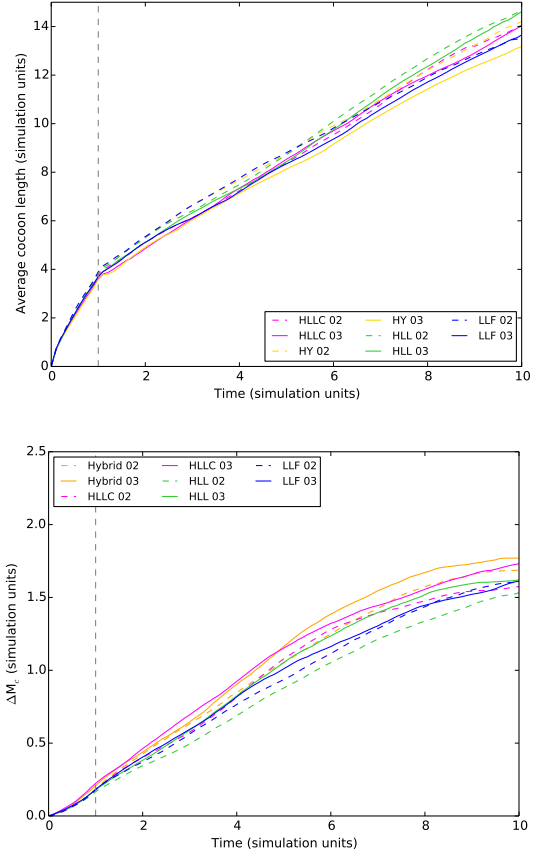 14
12
10
8
6
4
2
0
Average cocoon length (simulation units)
HLLC 02 HY 03 LLF 02
HLLC 03 HLL 02 LLF 03
HY 02 HLL 03
0 2 4 6 8 10
Time (simulation units)
2.5
2.0
1.5
1.0
0.5
0.0
ΔMc (simulation units)
Hybrid 02 HLLC 03 LLF 02
Hybrid 03 HLL 02 LLF 03
HLLC 02 HLL 03
0 2 4 6 8 10
Time (simulation units)